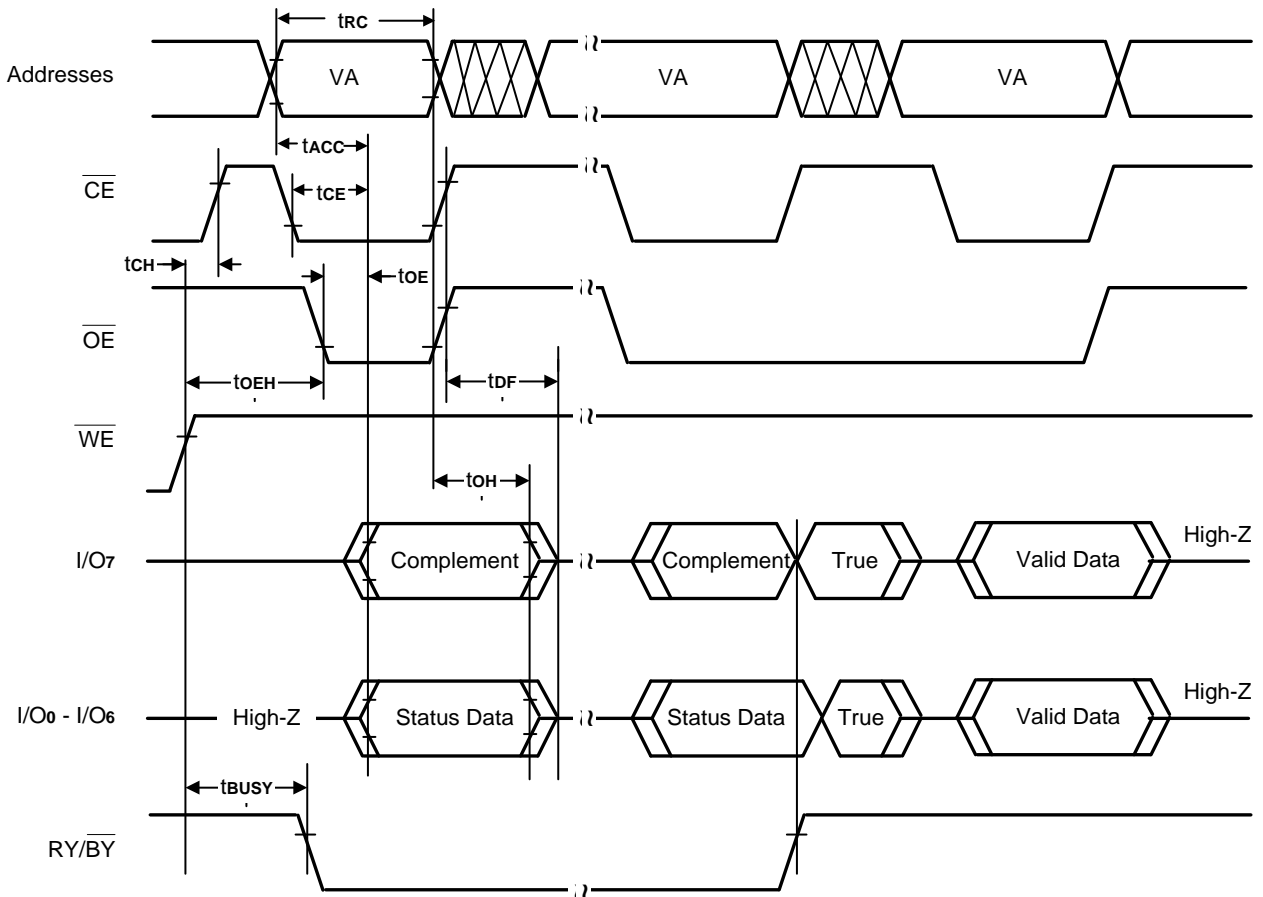 tRC
Addresses VA VA VA
tACC
CE
tCE
tCH
tOE
OE
tOEH
tDF
WE
tOH
I/O7 Complement Complement True Valid Data High-Z
I/O0 - I/O6 High-Z Status Data Status Data True Valid Data High-Z
tBUSY
RY/BY